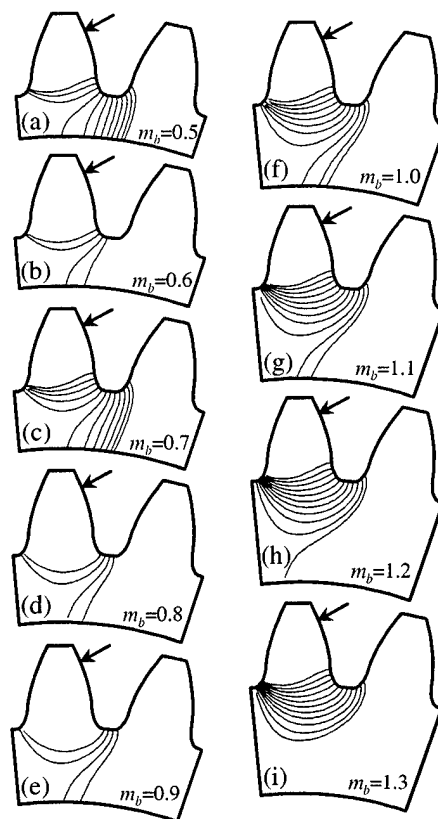 (a) m_b=0.5
(b) m_b=0.6
(c) m_b=0.7
(d) m_b=0.8
(e) m_b=0.9
(f) m_b=1.0
(g) m_b=1.1
(h) m_b=1.2
(i) m_b=1.3